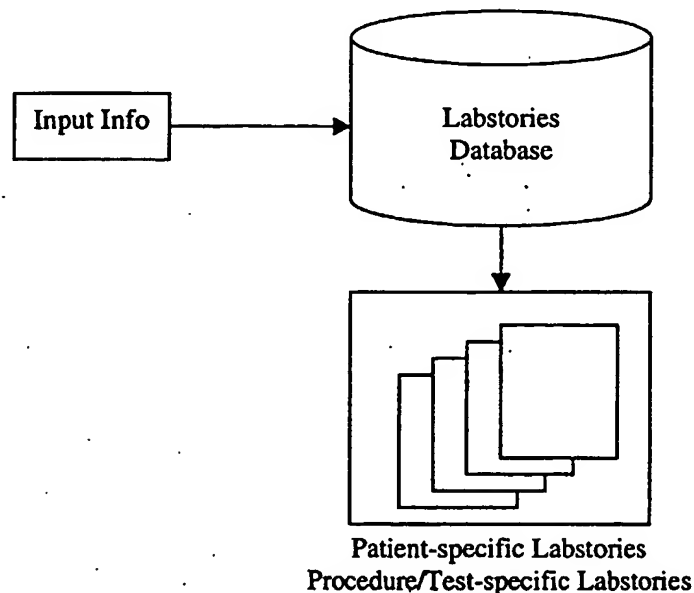 Input Info
Labstories
Database
Patient-specific Labstories
Procedure/Test-specific Labstories